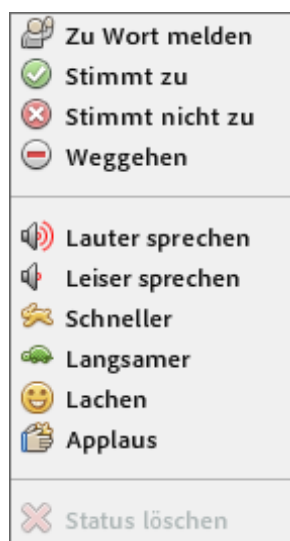 Zu Wort melden
Stimmt zu
Stimmt nicht zu
Weggehen
Lauter sprechen
Leiser sprechen
Schneller
Langsamer
Lachen
Applaus
Status löschen